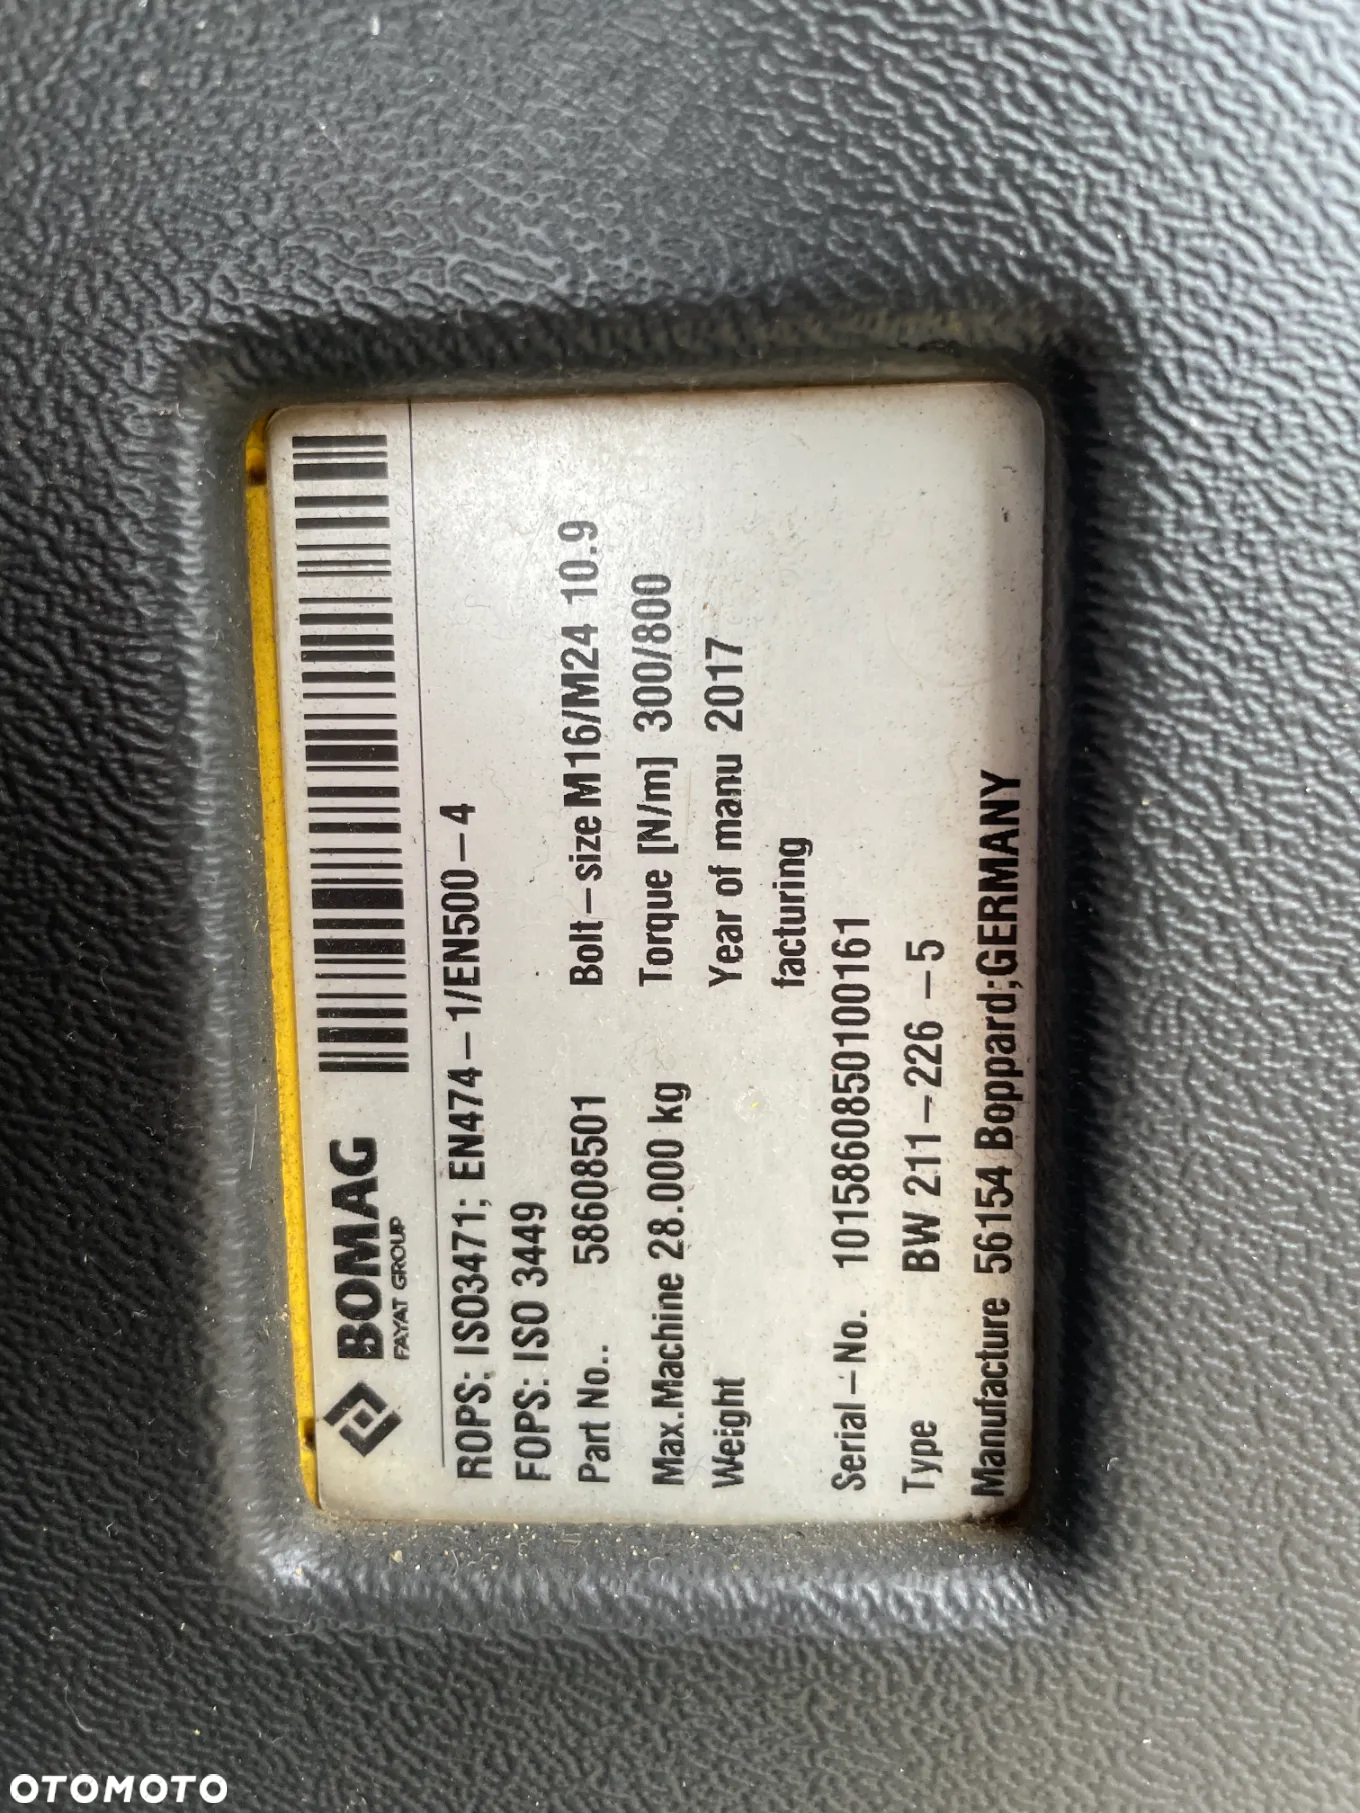 BOMAG
FAYAT GROUP
ROPS: ISO3471; EN474-1/EN500-4
FOPS: ISO 3449
Part No.. 58608501 Bolt-size M16/M24 10.9
Max.Machine 28.000 kg Torque [N/m] 300/800
Weight Year of manu 2017
facturing
Serial-No. 101586085010​0161
Type BW 211-226 -5
Manufacture 56154 Boppard;GERMANY
OTOMOTO